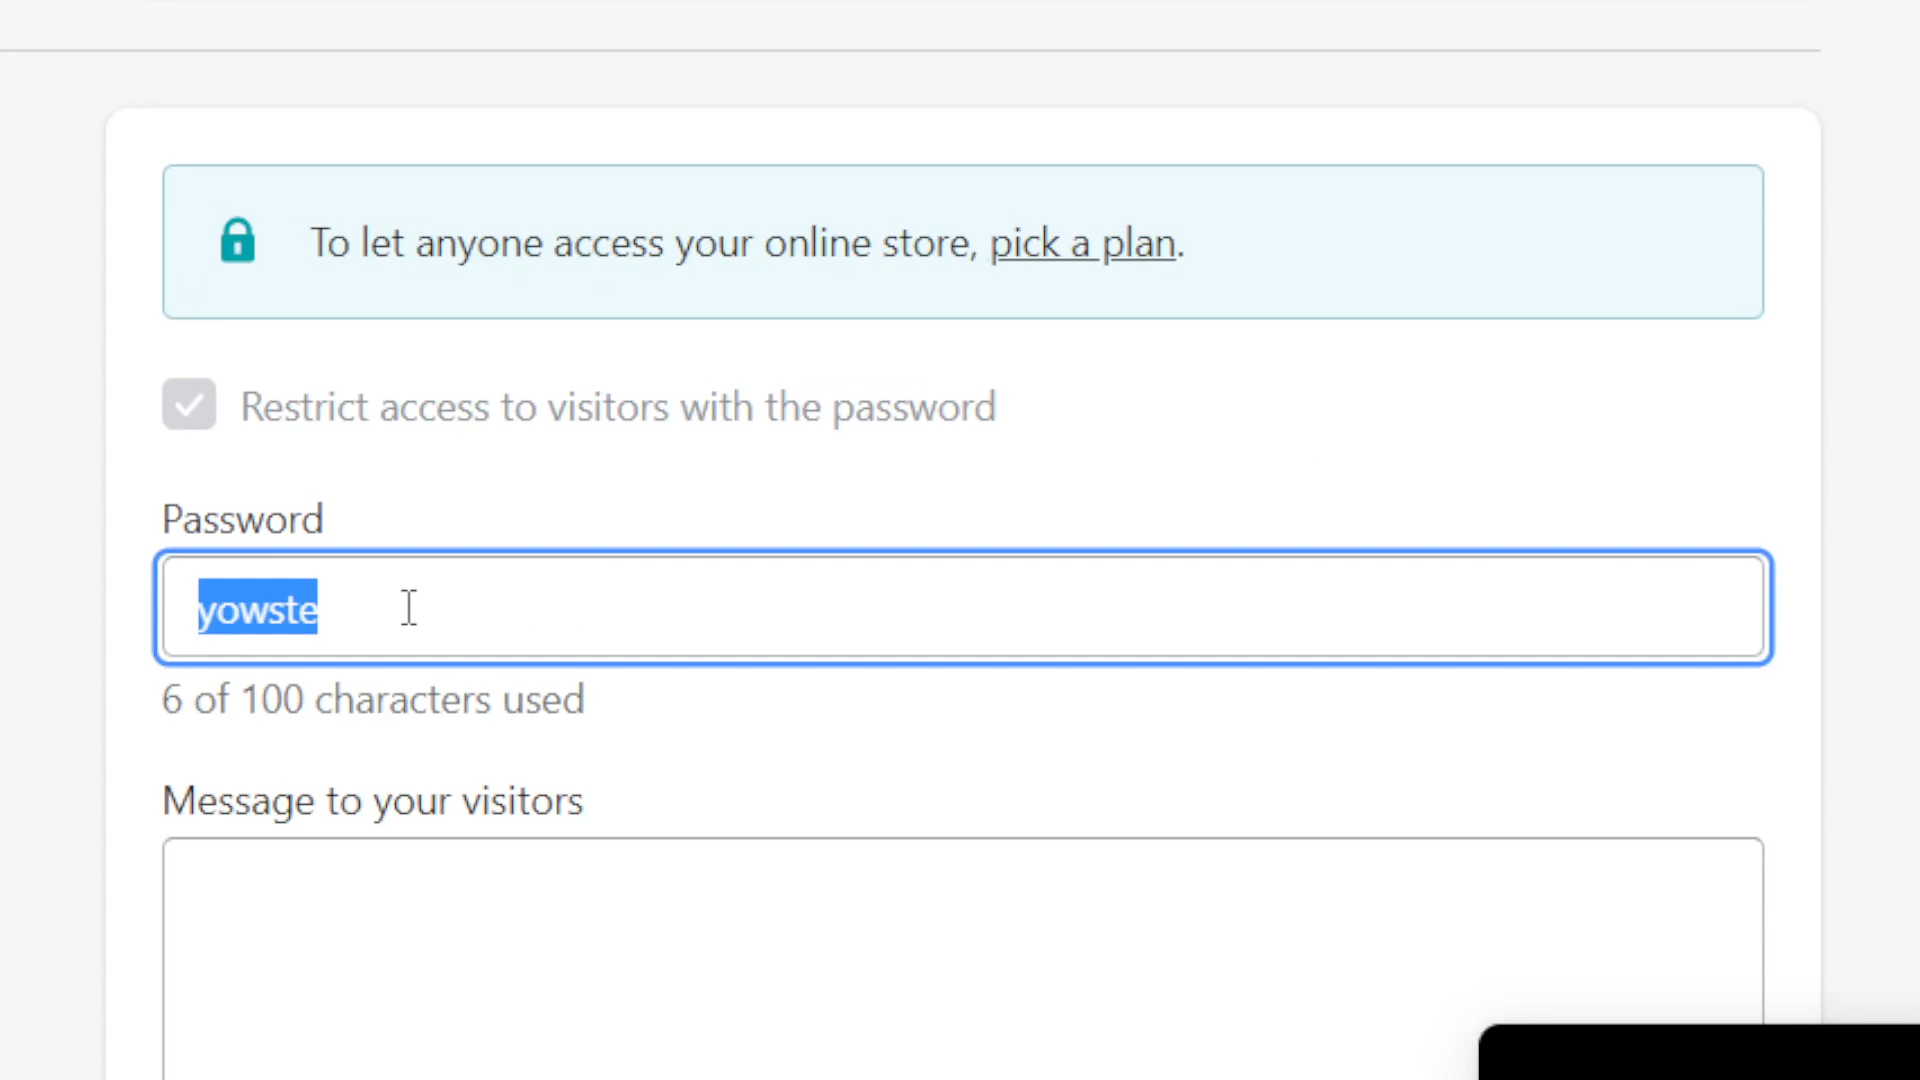 To let anyone access your online store, pick a plan.
Restrict access to visitors with the password
Password
yowste
6 of 100 characters used
Message to your visitors